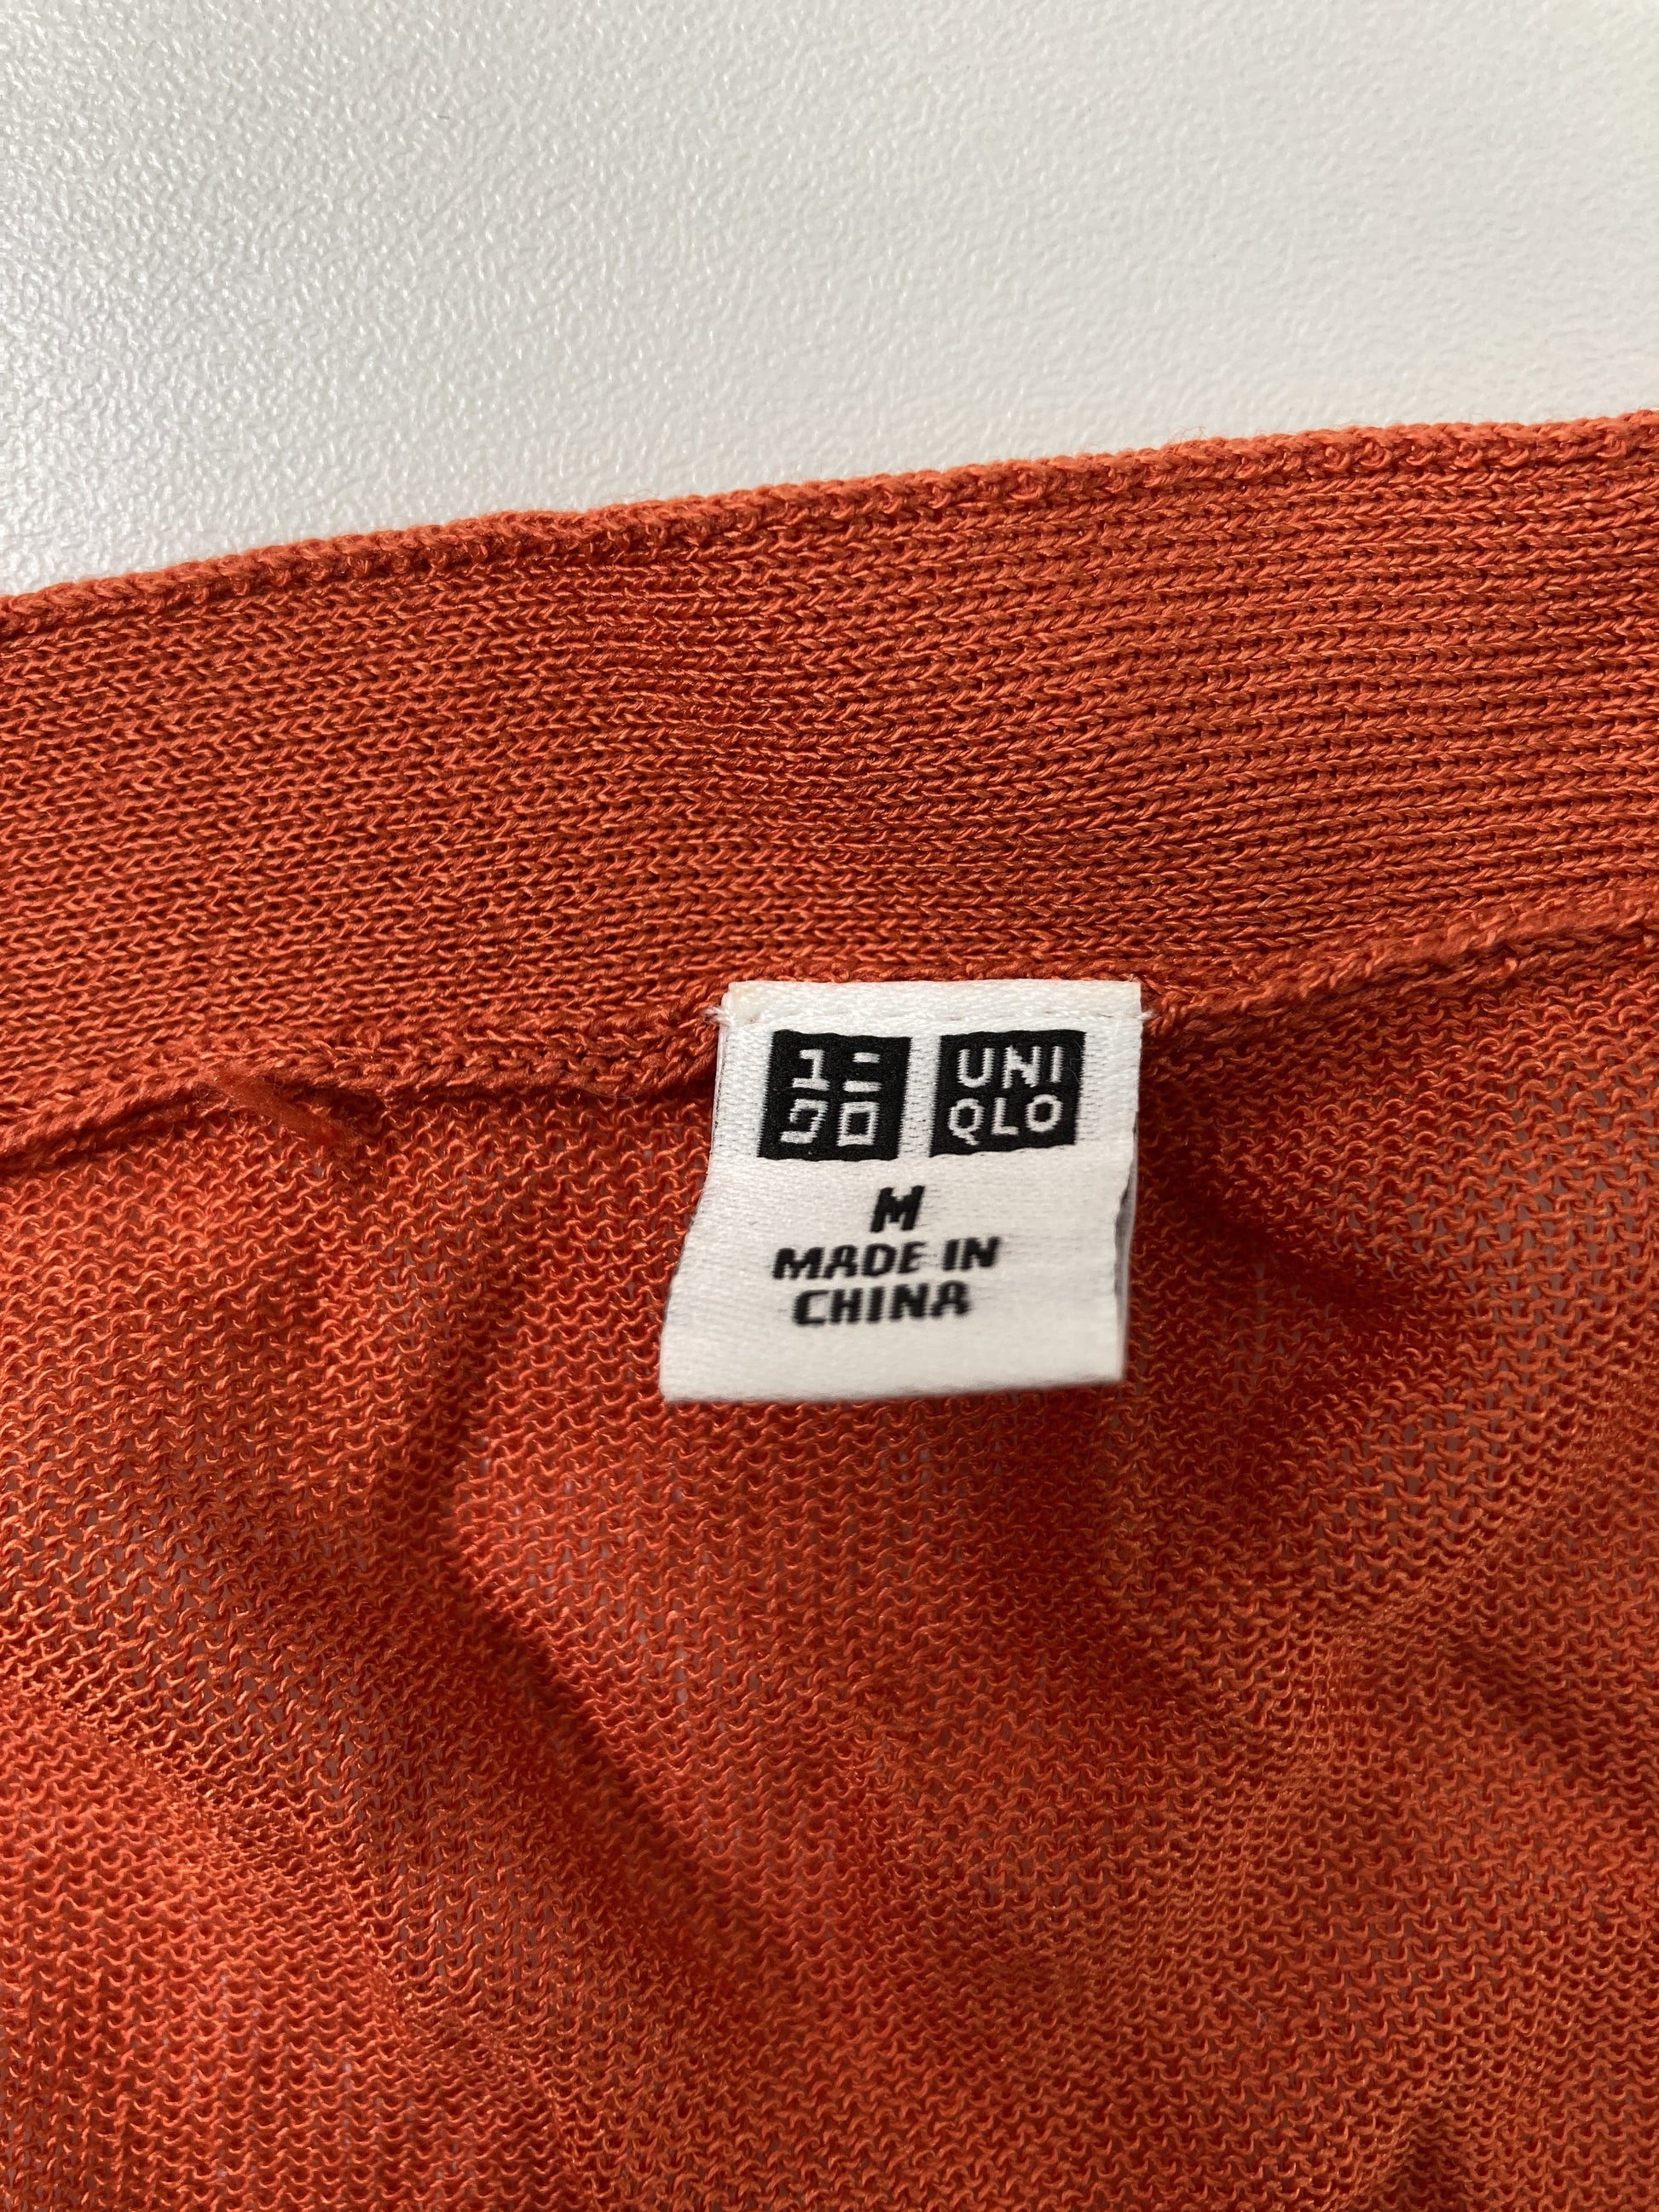 ユニ UNI
クロ QLO
M
MADE IN
CHINA